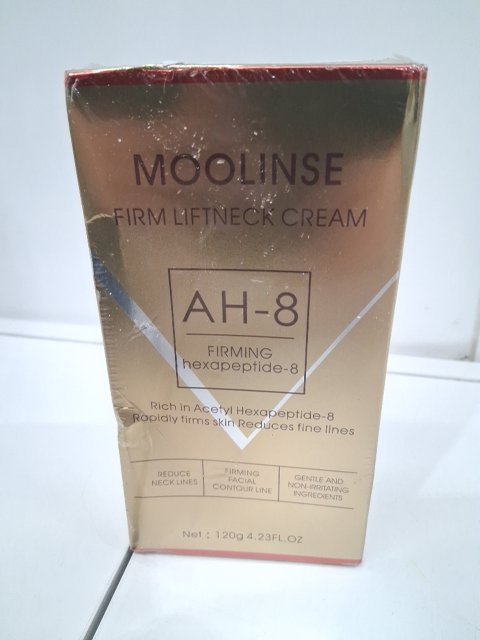 MOOLINSE
FIRM LIFTNECK CREAM
AH-8
FIRMING
hexapeptide-8
Rich in Acetyl Hexapeptide-8
Rapidly firms skin Reduces fine lines
REDUCE
NECK LINES
FIRMING
FACIAL
CONTOUR LINE
GENTLE AND
NON-IRRITATING
INGREDIENTS
Net : 120g 4.23FL.OZ